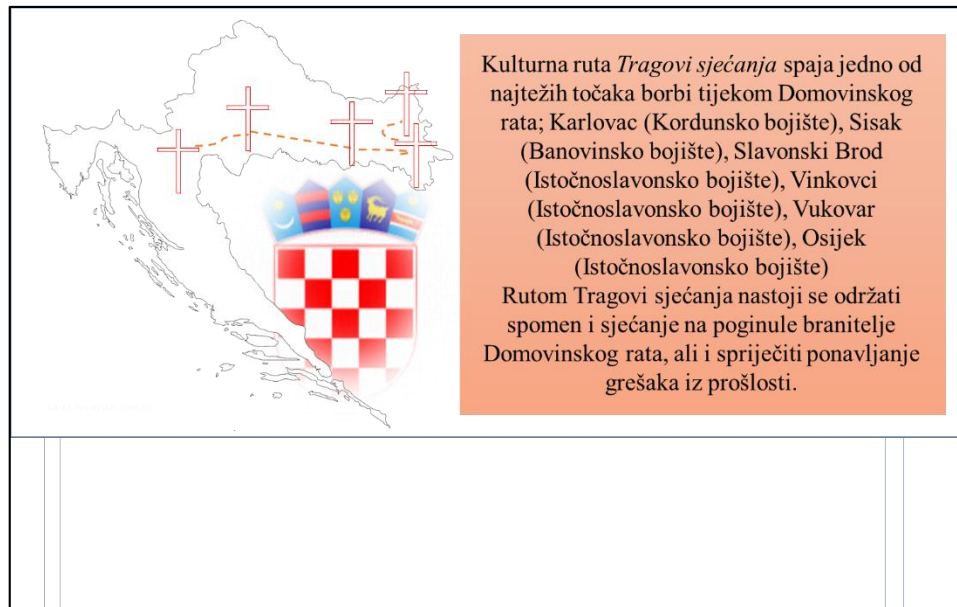 Kulturna ruta Tragovi sjećanja spaja jedno od
najtežih točaka borbi tijekom Domovinskog
rata; Karlovac (Kordunsko bojište), Sisak
(Banovinsko bojište), Slavonski Brod
(Istočnoslavonsko bojište), Vinkovci
(Istočnoslavonsko bojište), Vukovar
(Istočnoslavonsko bojište), Osijek
(Istočnoslavonsko bojište)
Rutom Tragovi sjećanja nastoji se održati
spomen i sjećanje na poginule branitelje
Domovinskog rata, ali i spriječiti ponavljanje
grešaka iz prošlosti.